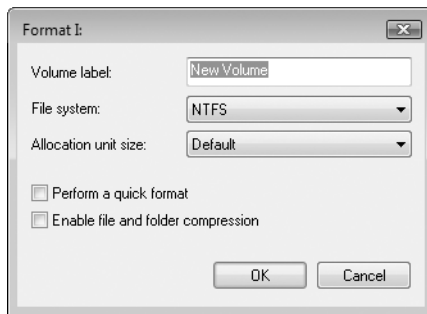 Format I:
Volume label: New Volume
File system: NTFS
Allocation unit size: Default
Perform a quick format
Enable file and folder compression
OK Cancel